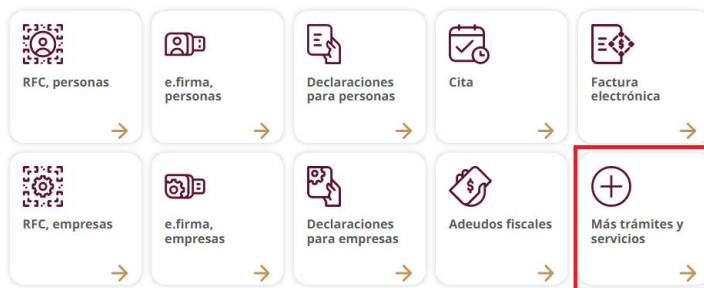 RFC, personas
e.firma,
personas
Declaraciones
para personas
Cita
Factura
electrónica
RFC, empresas
e.firma,
empresas
Declaraciones
para empresas
Adeudos fiscales
Más trámites y
servicios